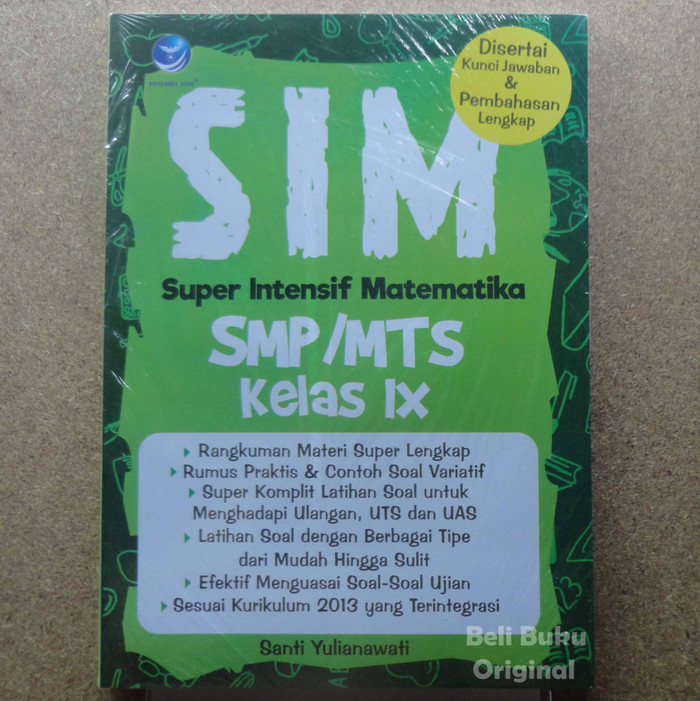 Disertai
Kunci Jawaban
&
Pembahasan
Lengkap
PENERBIT ANDI
SIM
Super Intensif Matematika
SMP/MTS
Kelas IX
Rangkuman Materi Super Lengkap
Rumus Praktis & Contoh Soal Variatif
Super Komplit Latihan Soal untuk
Menghadapi Ulangan, UTS dan UAS
Latihan Soal dengan Berbagai Tipe
dari Mudah Hingga Sulit
Efektif Menguasai Soal-Soal Ujian
Sesuai Kurikulum 2013 yang Terintegrasi
Santi Yulianawati
Beli Buku
Original